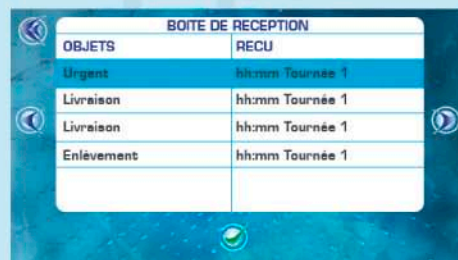 BOITE DE RECEPTION
OBJETS RECU
Urgent hh:mm Tournée 1
Livraison hh:mm Tournée 1
Livraison hh:mm Tournée 1
Enlèvement hh:mm Tournée 1